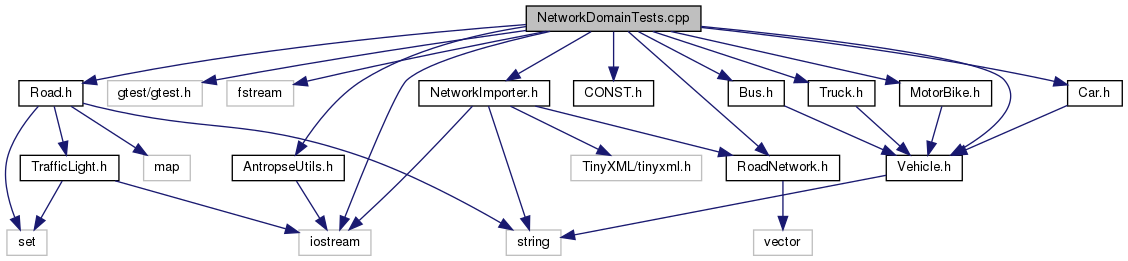 NetworkDomainTests.cpp
Road.h
gtest/gtest.h
fstream
NetworkImporter.h
CONST.h
Bus.h
Truck.h
MotorBike.h
Car.h
TrafficLight.h
map
AntropseUtils.h
TinyXML/tinyxml.h
RoadNetwork.h
Vehicle.h
set
iostream
string
vector